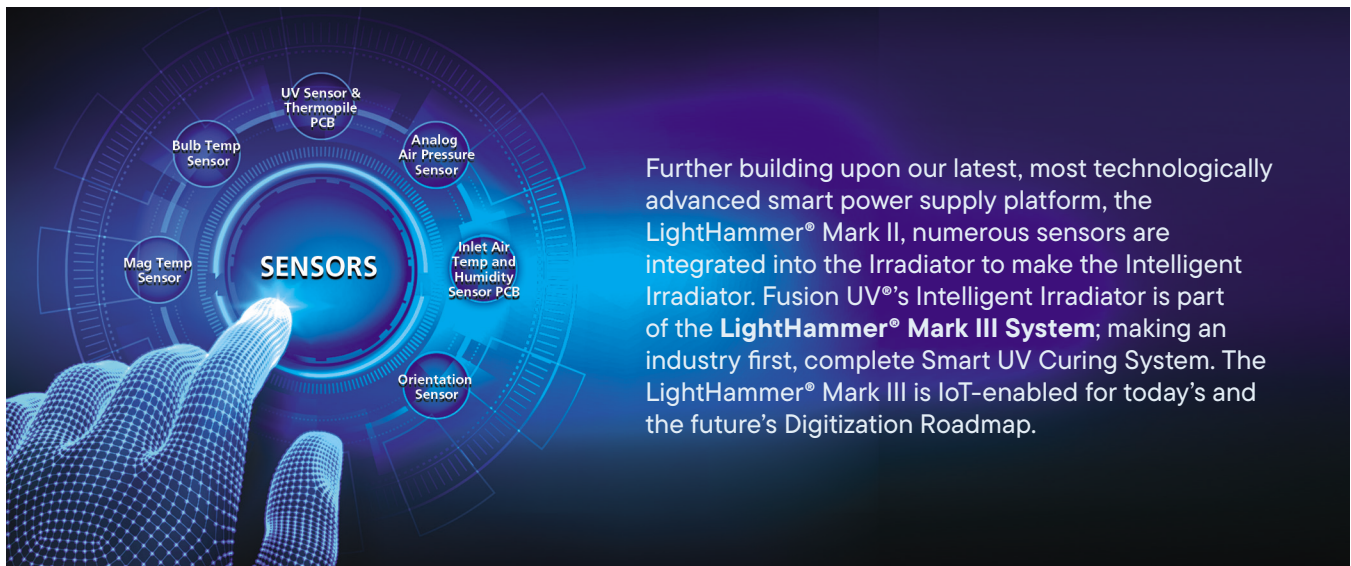 UV Sensor &
Thermopile
PCB
Bulb Temp
Sensor
Analog
Air Pressure
Sensor
Mag Temp
Sensor
SENSORS
Inlet Air
Temp and
Humidity
Sensor PCB
Orientation
Sensor
Further building upon our latest, most technologically
advanced smart power supply platform, the
LightHammer® Mark II, numerous sensors are
integrated into the Irradiator to make the Intelligent
Irradiator. Fusion UV®'s Intelligent Irradiator is part
of the LightHammer® Mark III System; making an
industry first, complete Smart UV Curing System. The
LightHammer® Mark III is IoT-enabled for today's and
the future's Digitization Roadmap.